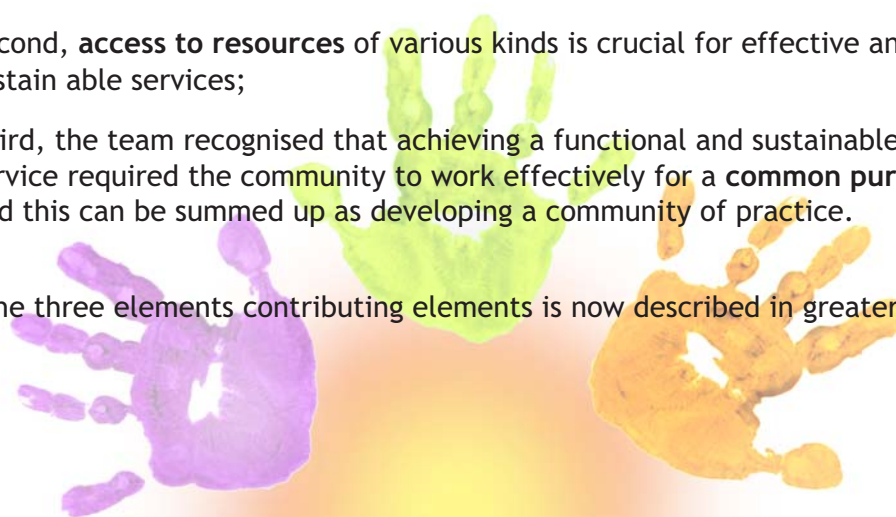 cond, access to resources of various kinds is crucial for effective an
stain able services;
ird, the team recognised that achieving a functional and sustainable
rvice required the community to work effectively for a common pur
d this can be summed up as developing a community of practice.
ne three elements contributing elements is now described in greater